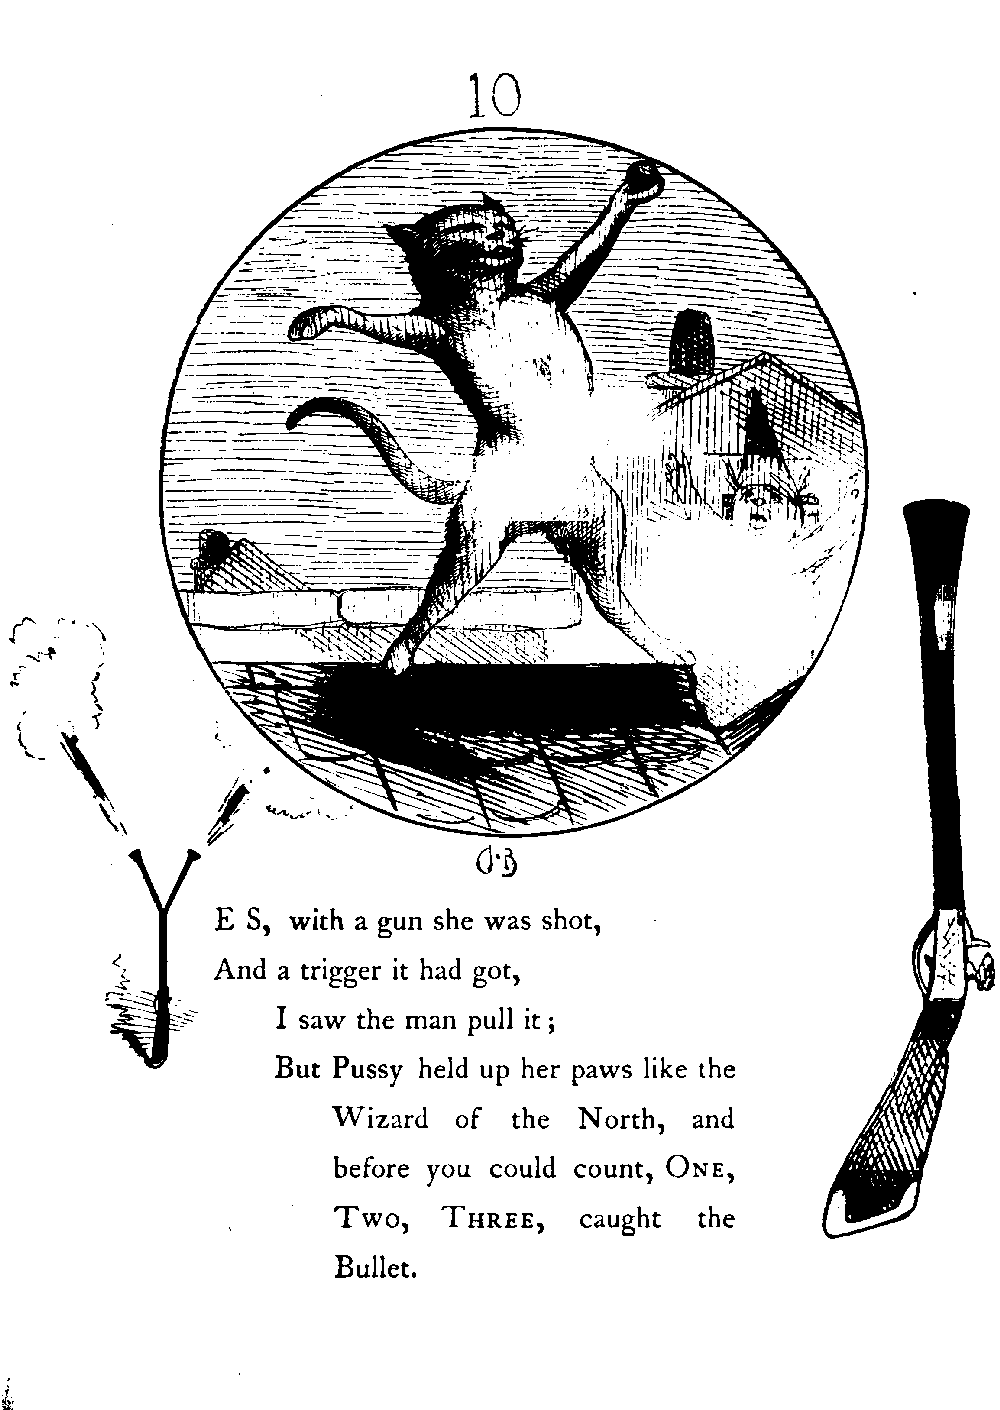 10
C·B
E S, with a gun she was shot,
And a trigger it had got,
I saw the man pull it;
But Pussy held up her paws like the
Wizard of the North, and
before you could count, ONE,
TWO, THREE, caught the
Bullet.